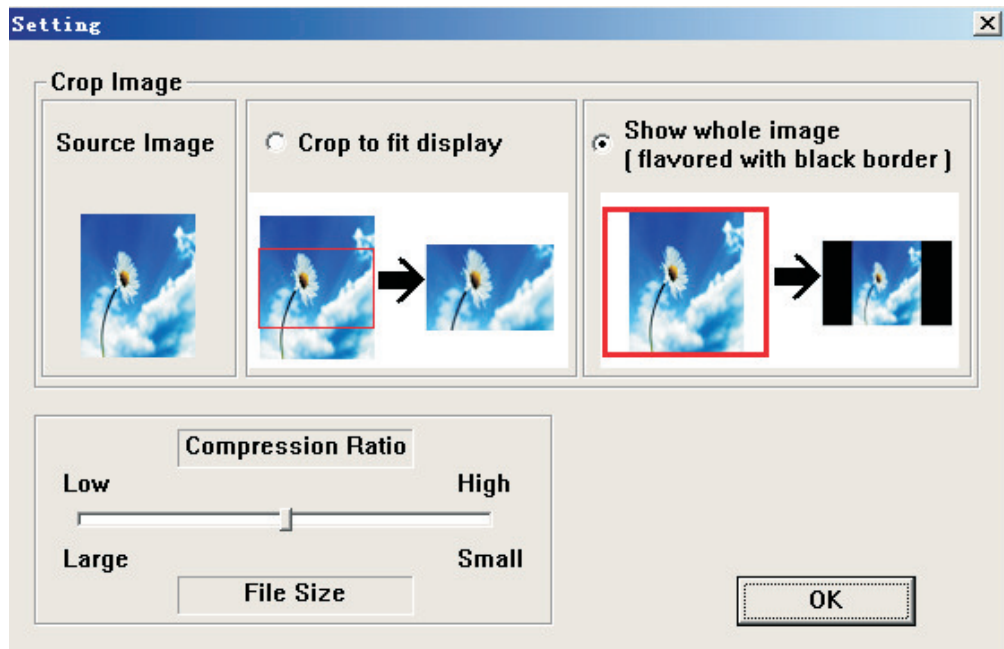 Setting
Crop Image
Source Image
Crop to fit display
Show whole image
( flavored with black border )
Compression Ratio
Low High
Large Small
File Size
OK